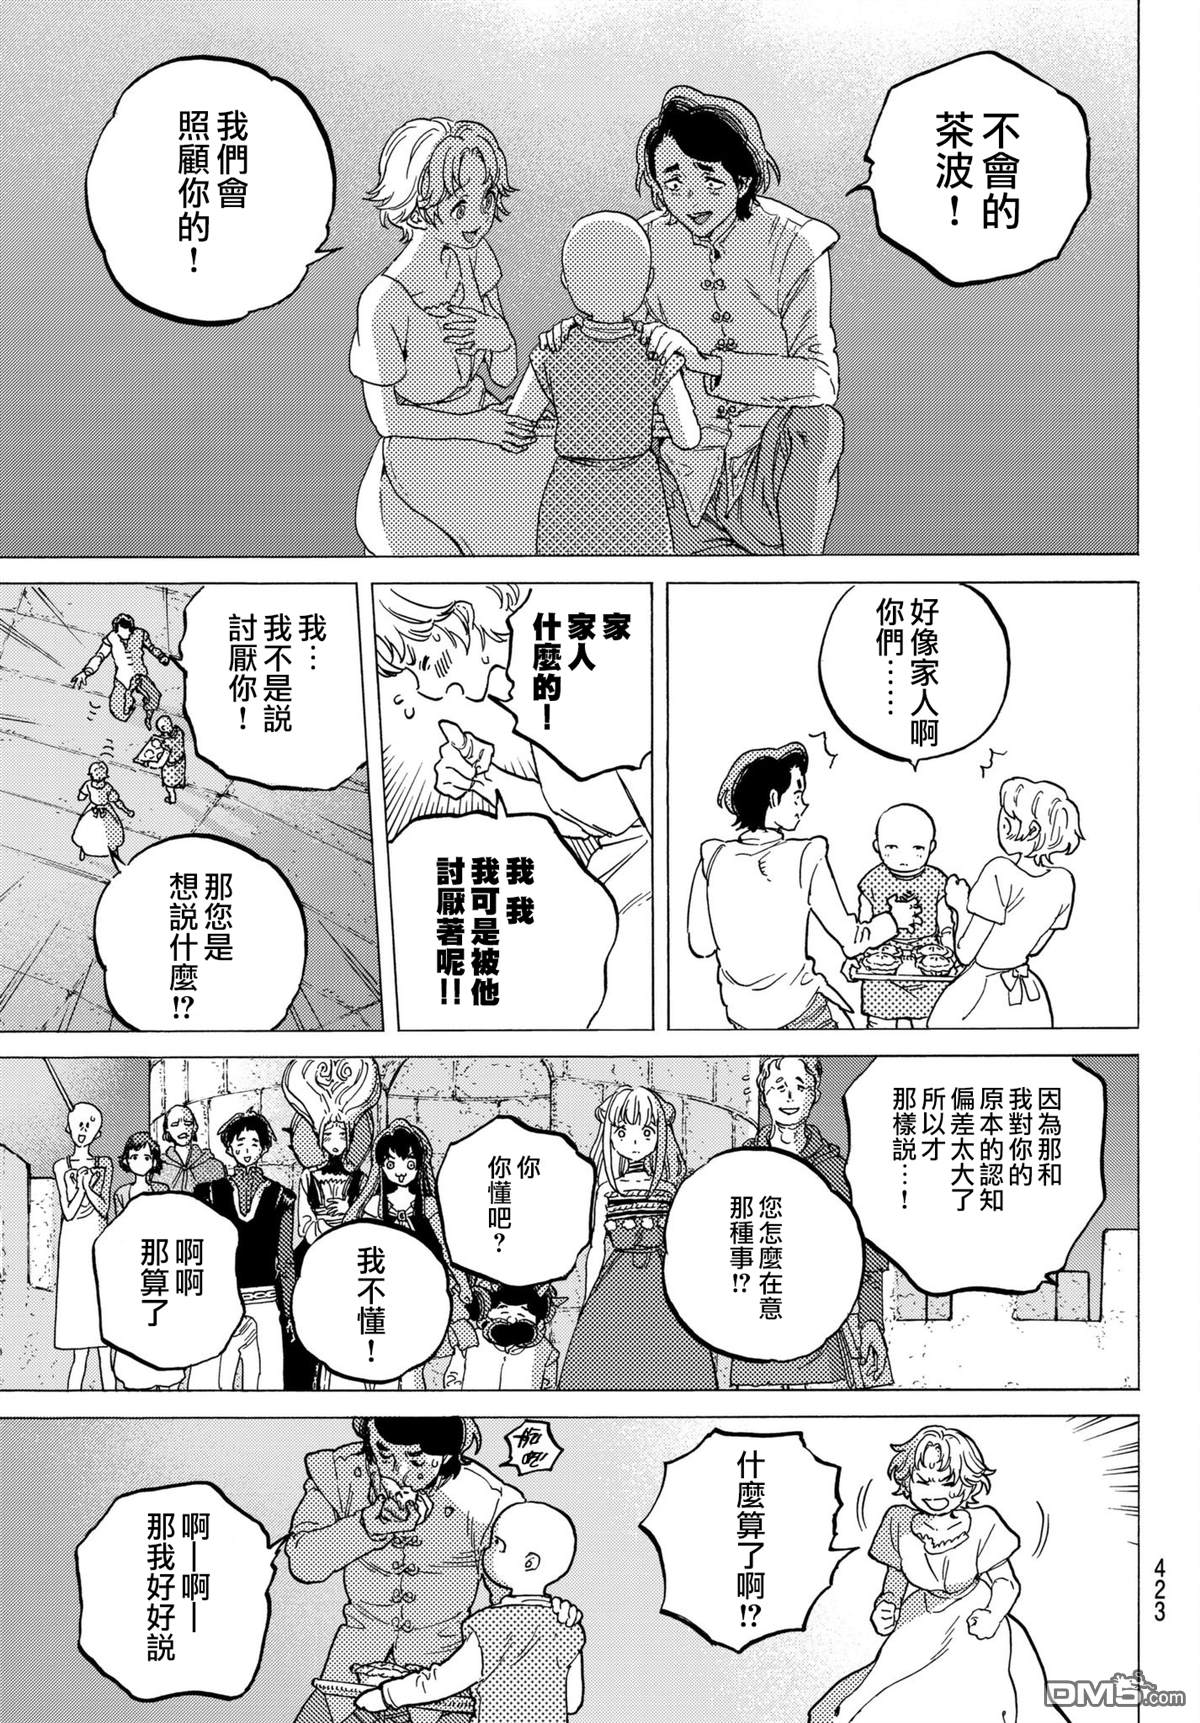 不會的
茶波！
我們會
照顧你的！
好像家人啊
你們……
家
家人
什麼的！
我 我
我可是被他
討厭著呢!!
我…
我不是說
討厭你！
那您是
想說什麼!?
因為那和
我對你的
原本的認知
偏差太大了
所以才
那樣說…！
您怎麼在意
那種事!?
你
你懂吧？
我不懂！
啊啊
那算了
什麼算了啊!?
啊—啊—
那我好好說
423
DM5.com